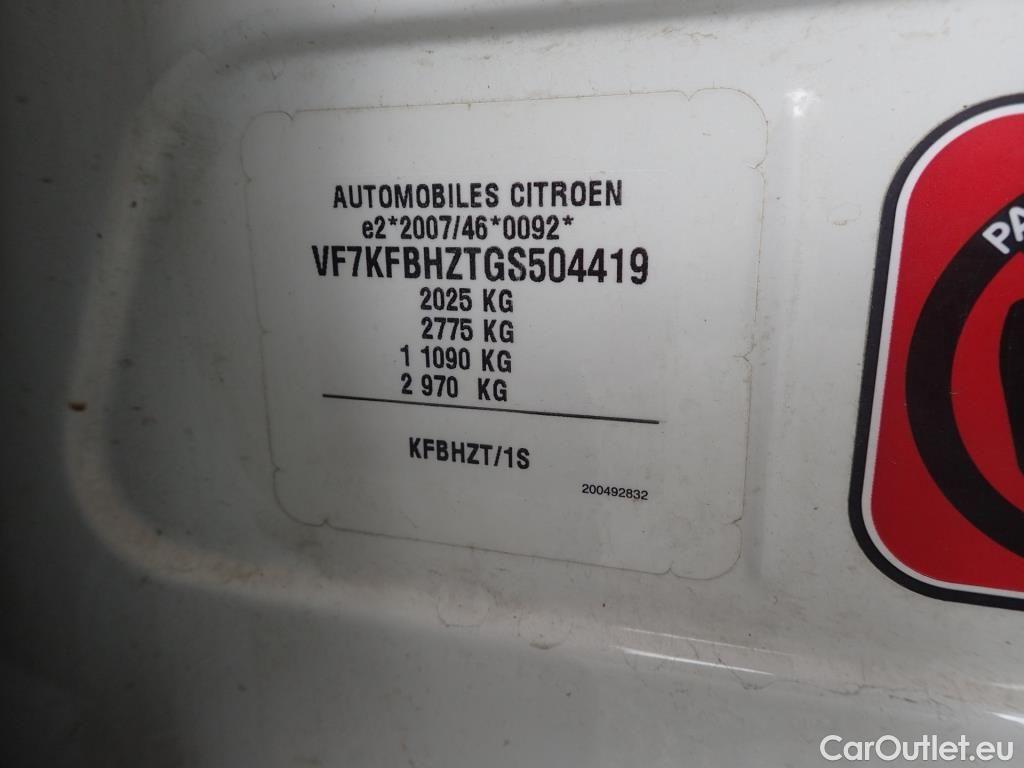 AUTOMOBILES CITROEN
e2*2007/46*0092*
VF7KFBHZTGS504419
2025 KG
2775 KG
1 1090 KG
2 970 KG
KFBHZT/1S
200492832
PA
CarOutlet.eu